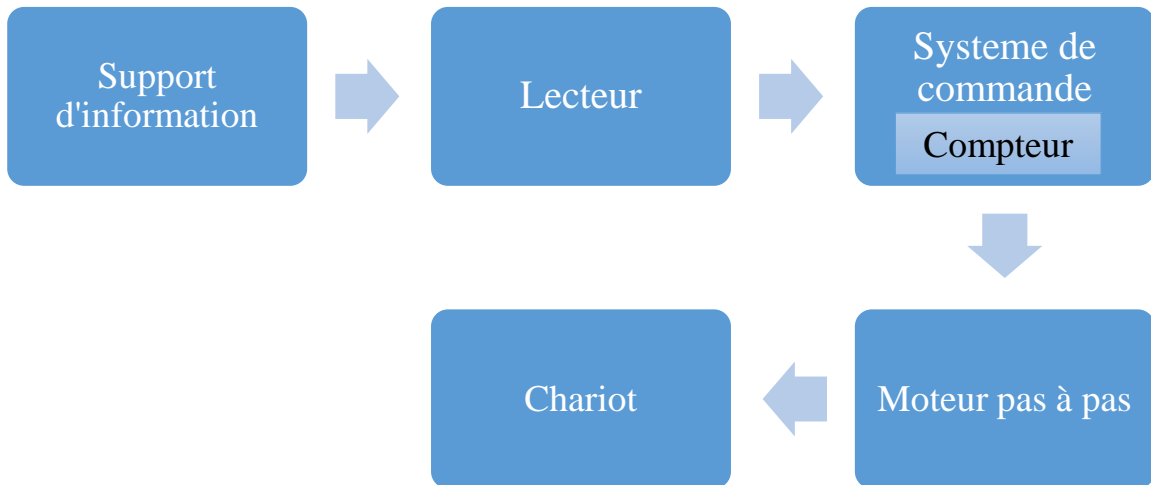 Support
d'information
Lecteur
Systeme de
commande
Compteur
Moteur pas à pas
Chariot